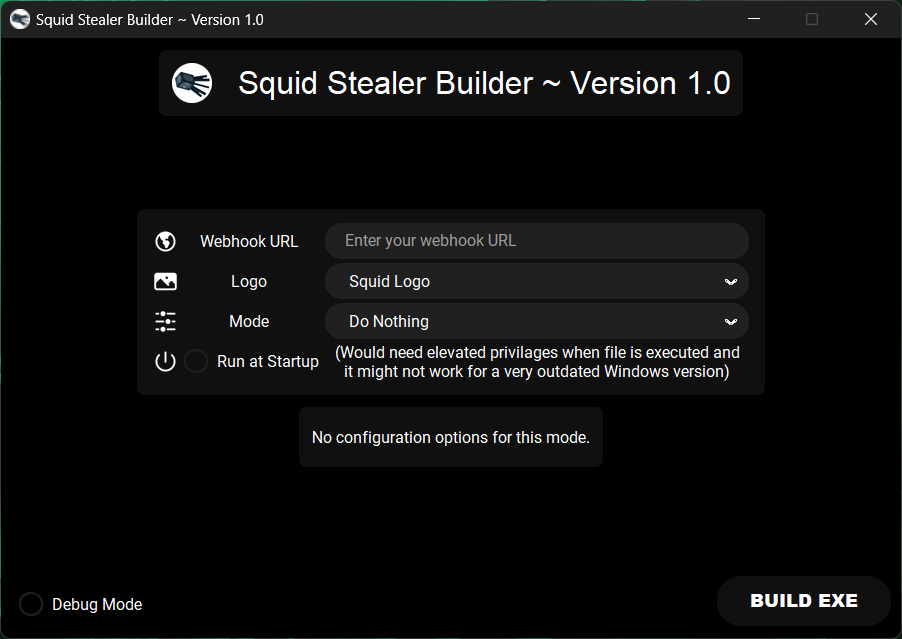 Squid Stealer Builder ~ Version 1.0
Squid Stealer Builder ~ Version 1.0
Webhook URL
Enter your webhook URL
Logo
Squid Logo
Mode
Do Nothing
Run at Startup
(Would need elevated privilages when file is executed and
it might not work for a very outdated Windows version)
No configuration options for this mode.
Debug Mode
BUILD EXE